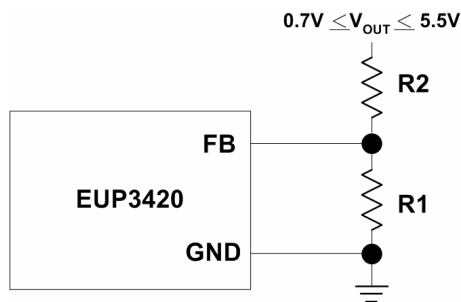 0.7V ≤ VOUT ≤ 5.5V
R2
FB
EUP3420
R1
GND